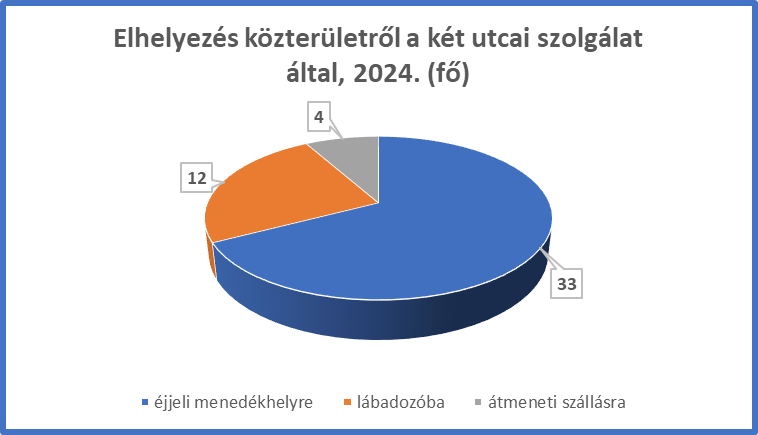 Elhelyezés közterületről a két utcai szolgálat
által, 2024. (fő)
4
12
33
éjjeli menedékhelyre lábadozóba átmeneti szállásra